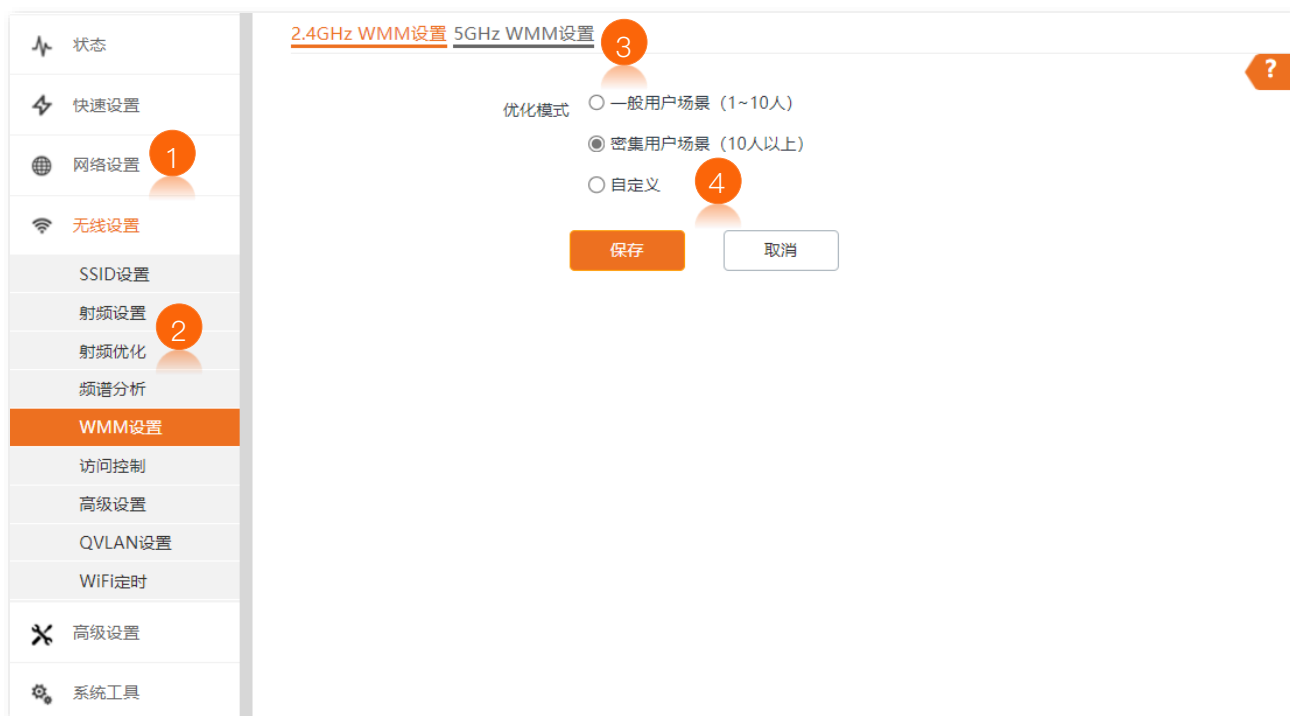 状态
快速设置
网络设置
1
无线设置
SSID设置
射频设置
2
射频优化
频谱分析
WMM设置
访问控制
高级设置
QVLAN设置
WiFi定时
高级设置
系统工具
2.4GHz WMM设置 5GHz WMM设置
3
?
优化模式 一般用户场景（1~10人）
密集用户场景（10人以上）
自定义
4
保存 取消